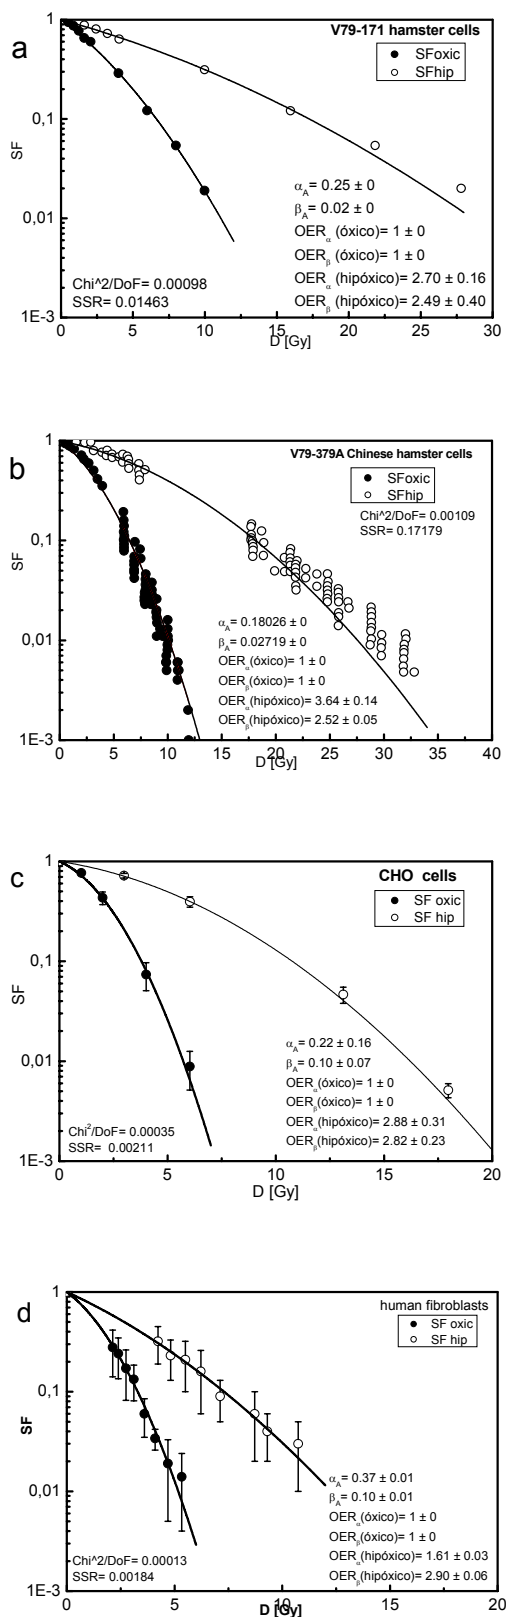 a
V79-171 hamster cells
SFoxic
SFhip
1
0,1
0,01
1E-3
SF
α_A= 0.25 ± 0
β_A= 0.02 ± 0
OER_α (óxico)= 1 ± 0
OER_β (óxico)= 1 ± 0
OER_α (hipóxico)= 2.70 ± 0.16
OER_β (hipóxico)= 2.49 ± 0.40
Chi^2/DoF= 0.00098
SSR= 0.01463
0 5 10 15 20 25 30
D [Gy]
b
V79-379A Chinese hamster cells
SFoxic
SFhip
Chi^2/DoF= 0.00109
SSR= 0.17179
1
0,1
0,01
1E-3
SF
α_A= 0.18026 ± 0
β_A= 0.02719 ± 0
OER_α(óxico)= 1 ± 0
OER_β(óxico)= 1 ± 0
OER_α(hipóxico)= 3.64 ± 0.14
OER_β(hipóxico)= 2.52 ± 0.05
0 5 10 15 20 25 30 35 40
D [Gy]
c
CHO cells
SF oxic
SF hip
1
0,1
0,01
1E-3
SF
α_A= 0.22 ± 0.16
β_A= 0.10 ± 0.07
OER_α(óxico)= 1 ± 0
OER_β(óxico)= 1 ± 0
OER_α(hipóxico)= 2.88 ± 0.31
OER_β(hipóxico)= 2.82 ± 0.23
Chi²/DoF= 0.00035
SSR= 0.00211
0 5 10 15 20
D [Gy]
d
human fibroblasts
SF oxic
SF hip
1
0,1
0,01
1E-3
SF
α_A= 0.37 ± 0.01
β_A= 0.10 ± 0.01
OER_α(óxico)= 1 ± 0
OER_β(óxico)= 1 ± 0
OER_α(hipóxico)= 1.61 ± 0.03
OER_β(hipóxico)= 2.90 ± 0.06
Chi^2/DoF= 0.00013
SSR= 0.00184
0 5 10 15 20
D [Gy]